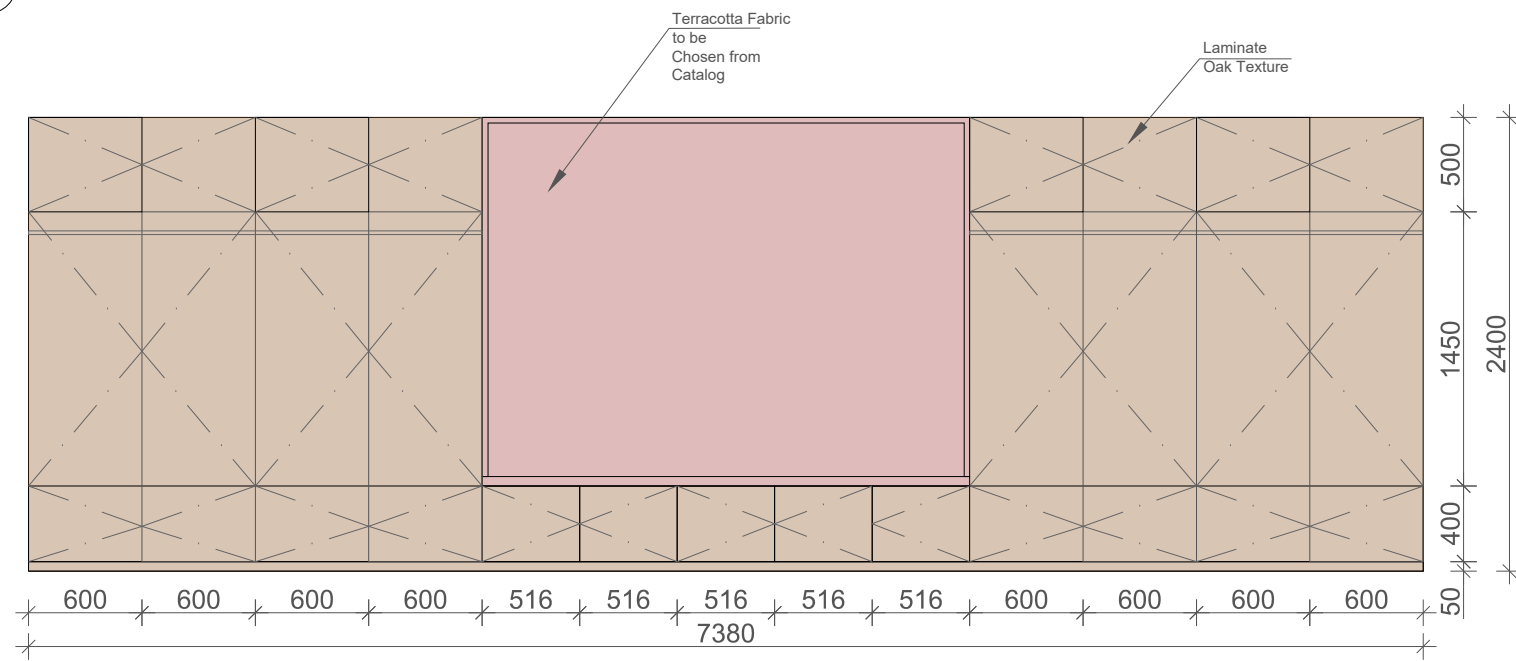 Terracotta Fabric
to be
Chosen from
Catalog
Laminate
Oak Texture
500
1450
2400
400
50
600 600 600 600 516 516 516 516 516 600 600 600 600
7380